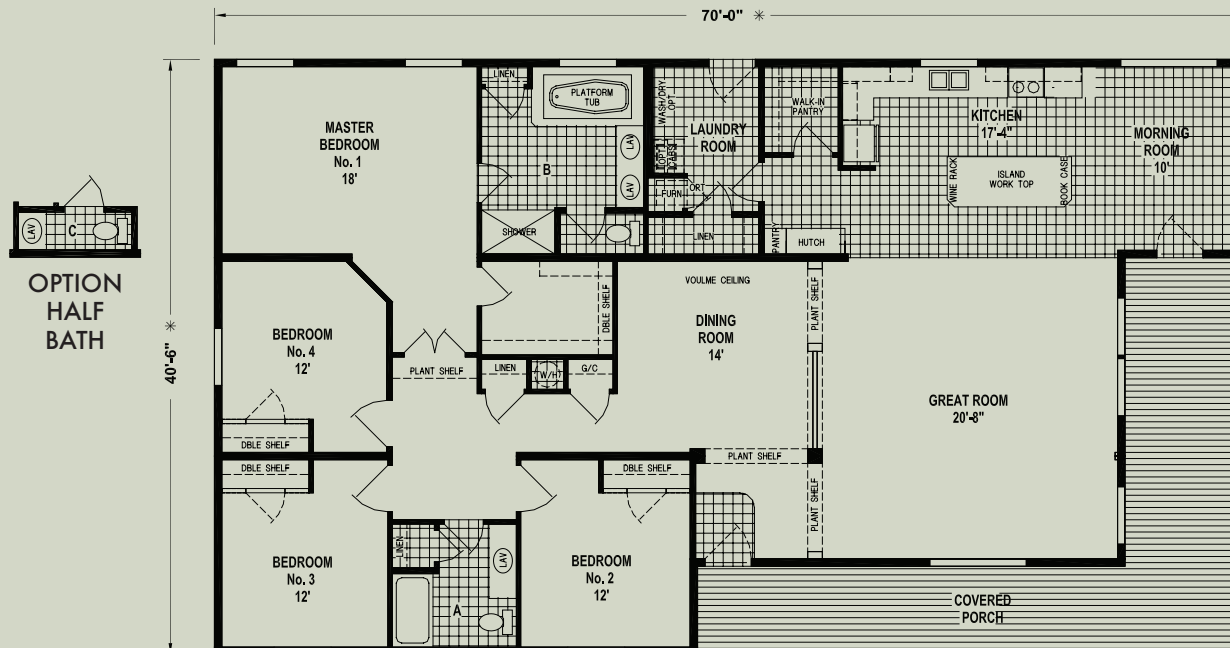 70'-0" *
LINEN
PLATFORM
TUB
WASH/DRY
OPT
WALK-IN
PANTRY
KITCHEN
17'-4"
MASTER
BEDROOM
No. 1
18'
LAUNDRY
ROOM
MORNING
ROOM
10'
LAV
LAV
B
OPT
CABS
ISLAND
WORK TOP
WINE RACK
BOOK CASE
FURN
ORT
SHOWER
LINEN
PANTRY
HUTCH
LAV
C
OPTION
HALF
BATH
40'-6" *
VOULME CEILING
PLANT SHELF
DBLE SHELF
DINING
ROOM
14'
BEDROOM
No. 4
12'
PLANT SHELF
LINEN
W/H
G/C
GREAT ROOM
20'-8"
DBLE SHELF
DBLE SHELF
DBLE SHELF
PLANT SHELF
PLANT SHELF
BEDROOM
No. 3
12'
LINEN
LAV
A
BEDROOM
No. 2
12'
COVERED
PORCH